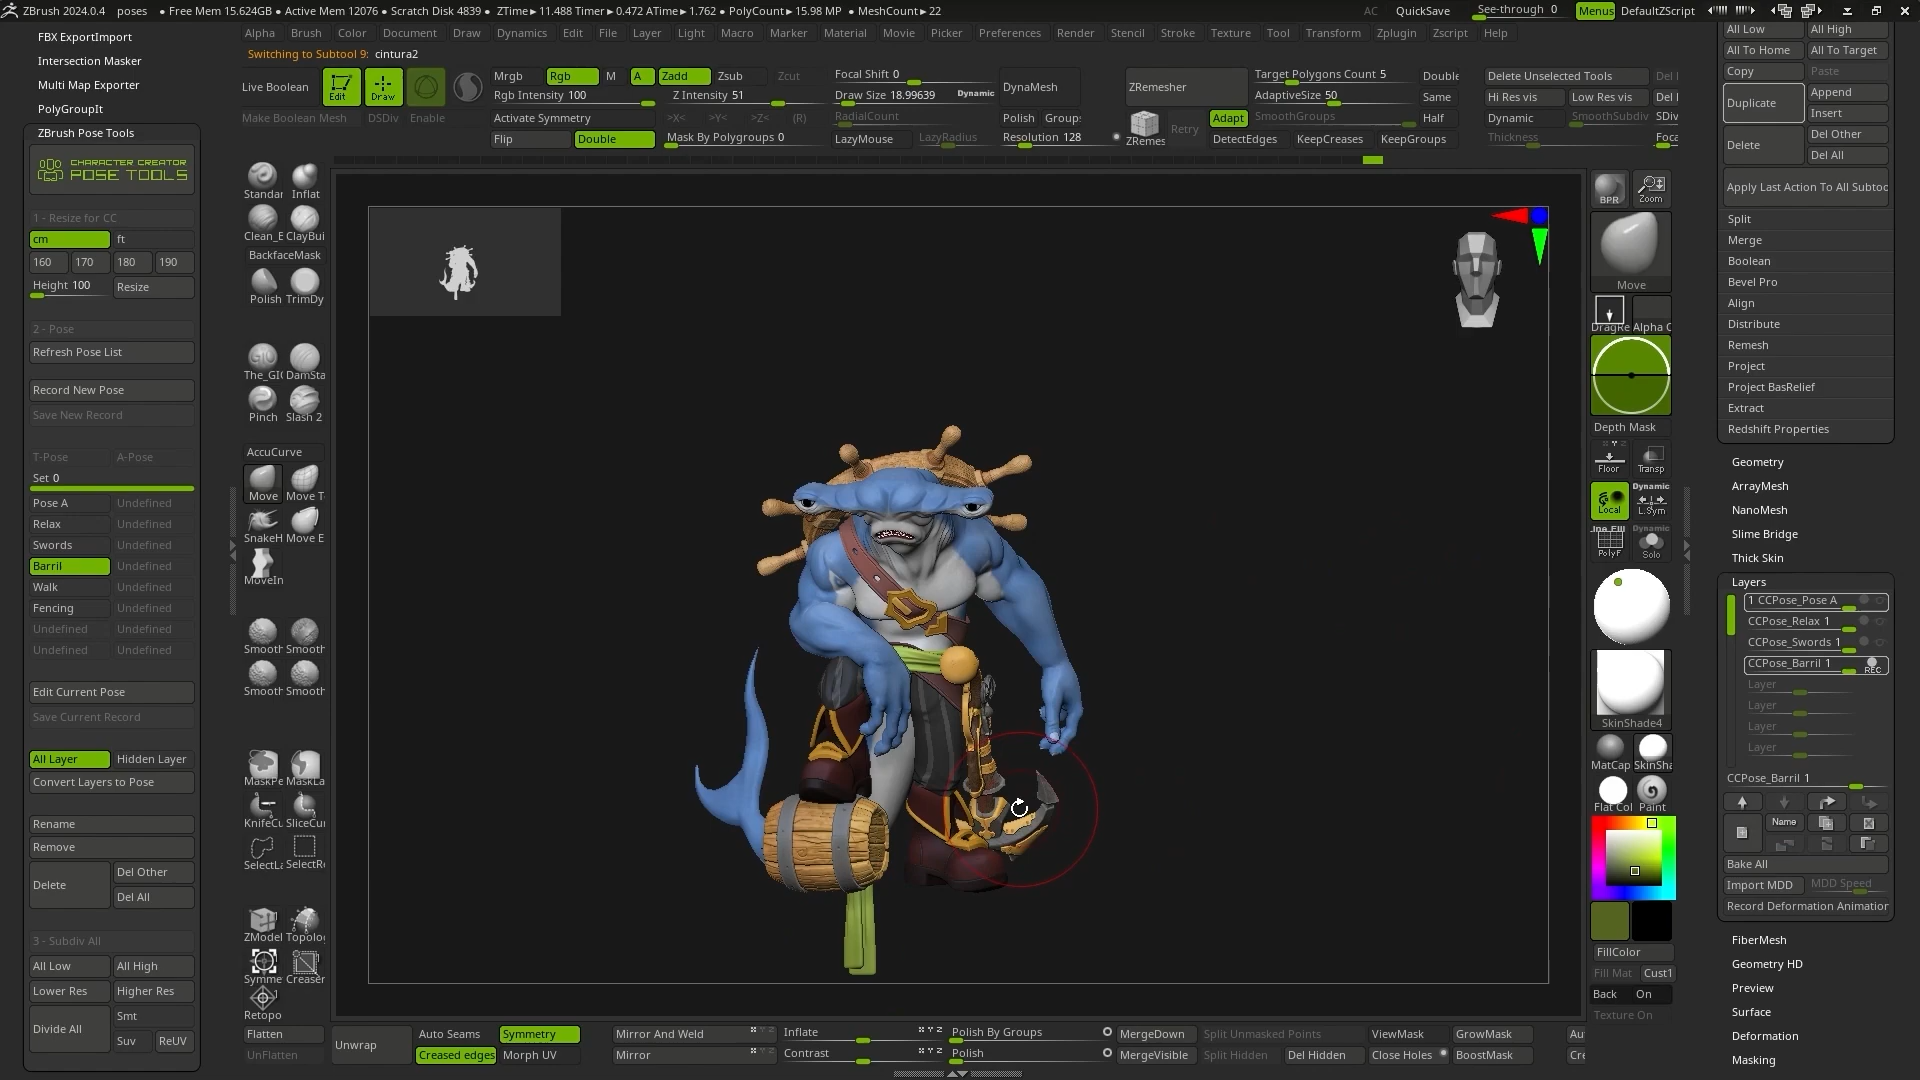 ZBrush 2024.0.4 poses ● Free Mem 15.624GB ● Active Mem 12076 ● Scratch Disk 4839 ● ZTime►11.488 Timer►0.472 ATime►1.762 ● PolyCount►15.98 MP ● MeshCount►22
AC QuickSave See-through 0 Menus DefaultZScript
Alpha Brush Color Document Draw Dynamics Edit File Layer Light Macro Marker Material Movie Picker Preferences Render Stencil Stroke Texture Tool Transform Zplugin Zscript Help
Switching to Subtool 9: cintura2
FBX ExportImport
Intersection Masker
Multi Map Exporter
PolyGroupIt
ZBrush Pose Tools
CHARACTER CREATOR
POSE TOOLS
1 - Resize for CC
cm ft
160 170 180 190
Height 100 Resize
2 - Pose
Refresh Pose List
Record New Pose
Save New Record
T-Pose A-Pose
Set 0
Pose A Undefined
Relax Undefined
Swords Undefined
Barril Undefined
Walk Undefined
Fencing Undefined
Undefined Undefined
Undefined Undefined
Edit Current Pose
Save Current Record
All Layer Hidden Layer
Convert Layers to Pose
Rename
Remove
Delete Del Other
Del All
3 - Subdiv All
All Low All High
Lower Res Higher Res
Divide All Smt
Suv ReUV
Live Boolean Edit Draw
Make Boolean Mesh DSDiv Enable
Mrgb Rgb M A Zadd Zsub Zcut
Rgb Intensity 100 Z Intensity 51
Activate Symmetry >X< >Y< >Z< (R)
Flip Double Mask By Polygroups 0
Focal Shift 0
Draw Size 18.99639 Dynamic
RadialCount
LazyMouse LazyRadius
DynaMesh
Polish Groups
Resolution 128
ZRemesher
ZRemes Retry
Target Polygons Count 5 Double
AdaptiveSize 50 Same
Adapt SmoothGroups Half
DetectEdges KeepCreases KeepGroups
Delete Unselected Tools Del
Hi Res vis Low Res vis Del
Dynamic SmoothSubdiv SDiv
Thickness Foca
Standar Inflat
Clean_E ClayBui
BackfaceMask
Polish TrimDy
The_GI DamSta
Pinch Slash 2
AccuCurve
Move Move T
SnakeH Move E
MoveIn
Smooth Smooth
Smooth Smooth
MaskPe MaskLa
KnifeCu SliceCur
SelectLa SelectRe
ZModel Topolo
Symme Creaser
1
Retopo
BPR Zoom
Move
DragRe Alpha O
Depth Mask
Floor Transp
Dynamic
Local L.Sym
Line Fill Dynamic
PolyF Solo
SkinShade4
MatCap SkinSha
Flat Col Paint
FillColor
Fill Mat Cust1
Back On
Texture On
All Low All High
All To Home All To Target
Copy Paste
Duplicate Append
Insert
Delete Del Other
Del All
Apply Last Action To All Subtoo
Split
Merge
Boolean
Bevel Pro
Align
Distribute
Remesh
Project
Project BasRelief
Extract
Redshift Properties
Geometry
ArrayMesh
NanoMesh
Slime Bridge
Thick Skin
Layers
1 CCPose_Pose A
CCPose_Relax 1
CCPose_Swords 1
CCPose_Barril 1 REC
Layer
Layer
Layer
Layer
CCPose_Barril 1
Name
Bake All
Import MDD MDD Speed
Record Deformation Animation
FiberMesh
Geometry HD
Preview
Surface
Deformation
Masking
Flatten Unwrap Auto Seams Symmetry Mirror And Weld Inflate Polish By Groups MergeDown Split Unmasked Points ViewMask GrowMask Au
UnFlatten Creased edges Morph UV Mirror Contrast Polish MergeVisible Split Hidden Del Hidden Close Holes BoostMask Cre